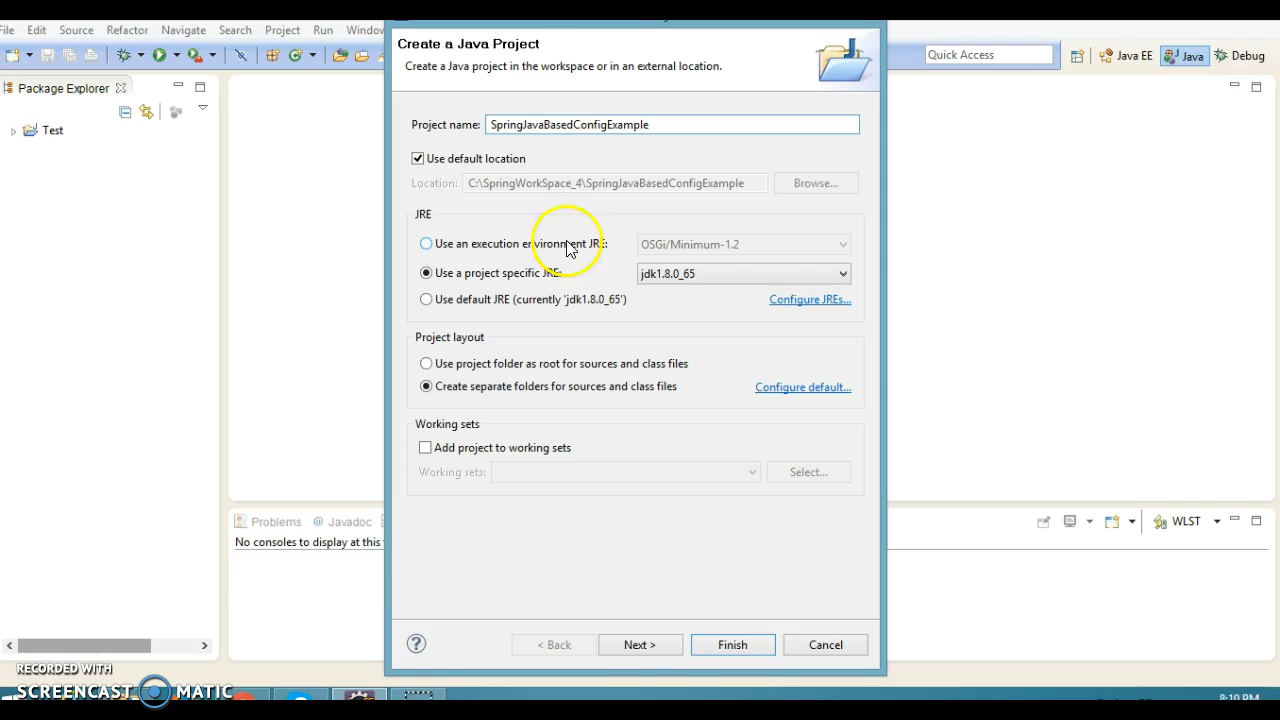 File Edit Source Refactor Navigate Search Project Run Window
Quick Access
Java EE
Java
Debug
Package Explorer
Test
Create a Java Project
Create a Java project in the workspace or in an external location.
Project name: SpringJavaBasedConfigExample
Use default location
Location: C:\SpringWorkSpace_4\SpringJavaBasedConfigExample Browse...
JRE
Use an execution environment JRE: OSGi/Minimum-1.2
Use a project specific JRE: jdk1.8.0_65
Use default JRE (currently 'jdk1.8.0_65') Configure JREs...
Project layout
Use project folder as root for sources and class files
Create separate folders for sources and class files Configure default...
Working sets
Add project to working sets
Working sets: Select...
Problems @ Javadoc
WLST
No consoles to display at this
< Back Next > Finish Cancel
RECORDED WITH
SCREENCAST MATIC
8:10 PM